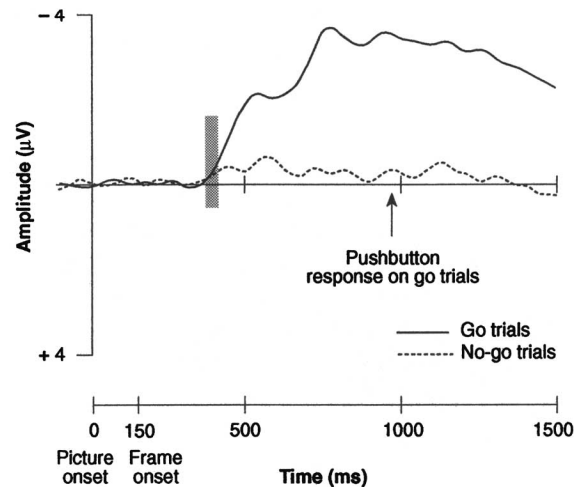 − 4
Amplitude (μV)
Pushbutton
response on go trials
Go trials
No-go trials
+ 4
0 150 500 1000 1500
Picture Frame
onset onset
Time (ms)